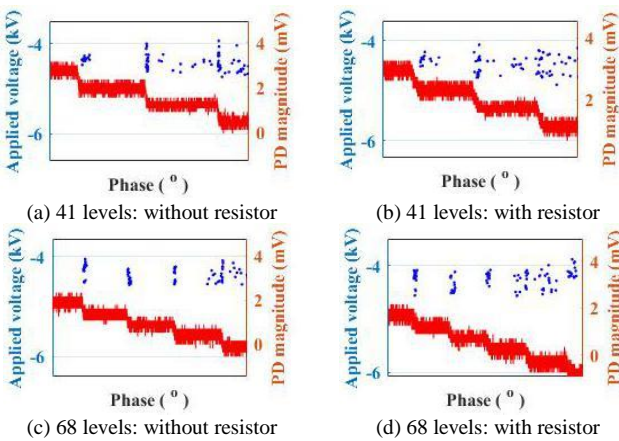 Applied voltage (kV)
-4
-6
4
2
0
PD magnitude (mV)
Phase ( o )
(a) 41 levels: without resistor
Applied voltage (kV)
-4
-6
4
2
PD magnitude (mV)
Phase ( o )
(b) 41 levels: with resistor
Applied voltage (kV)
-4
-6
4
2
0
PD magnitude (mV)
Phase ( o )
(c) 68 levels: without resistor
Applied voltage (kV)
-4
-6
4
2
0
PD magnitude (mV)
Phase ( o )
(d) 68 levels: with resistor